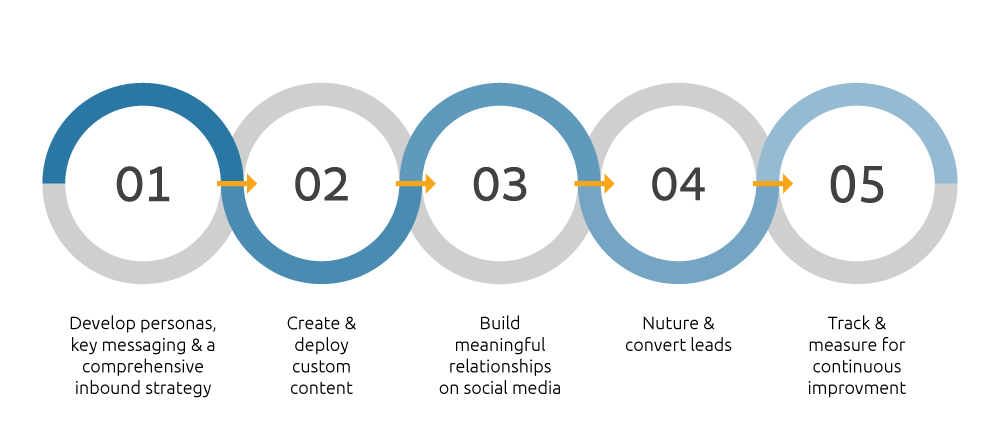 01
02
03
04
05
Develop personas,
key messaging & a
comprehensive
inbound strategy
Create &
deploy
custom
content
Build
meaningful
relationships
on social media
Nuture &
convert leads
Track &
measure for
continuous
improvment